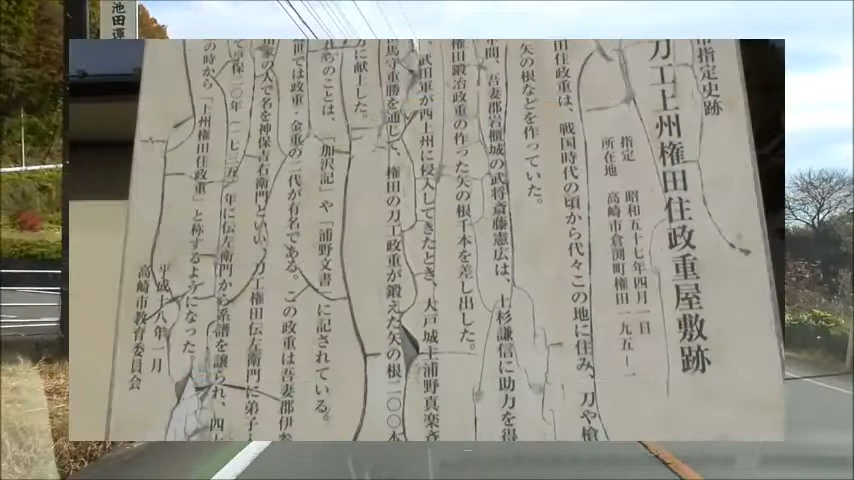 市指定史跡
刀工上州権田住政重屋敷跡
指定 昭和五十七年四月一日
所在地 高崎市倉渕町権田一九五一一
田住政重は、戦国時代の頃から代々この地に住み、刀や槍
矢の根などを作っていた。
年間、吾妻郡岩櫃城の武将斎藤憲広は、上杉謙信に助力を得
権田鍛冶政重の作った矢の根千本を差し出した。
武田軍が西上州に侵入してきたとき、大戸城主浦野真楽斎
馬守重勝を通じて、権田の刀工政重が鍛えた矢の根二〇〇本
方に献上した。
れらのことは、「加沢記」や「浦野文書」に記されている。
世では政重・金重の二代が有名である。この政重は吾妻郡伊参
川家の人で名を神保吉右衛門といい、刀工権田伝左衛門に弟子
保二〇年(一七三五)年に伝左衛門から系譜を譲られ、四十
の時から「上州権田住政重」と称するようになった。
平成十八年一月
高崎市教育委員会
池田運